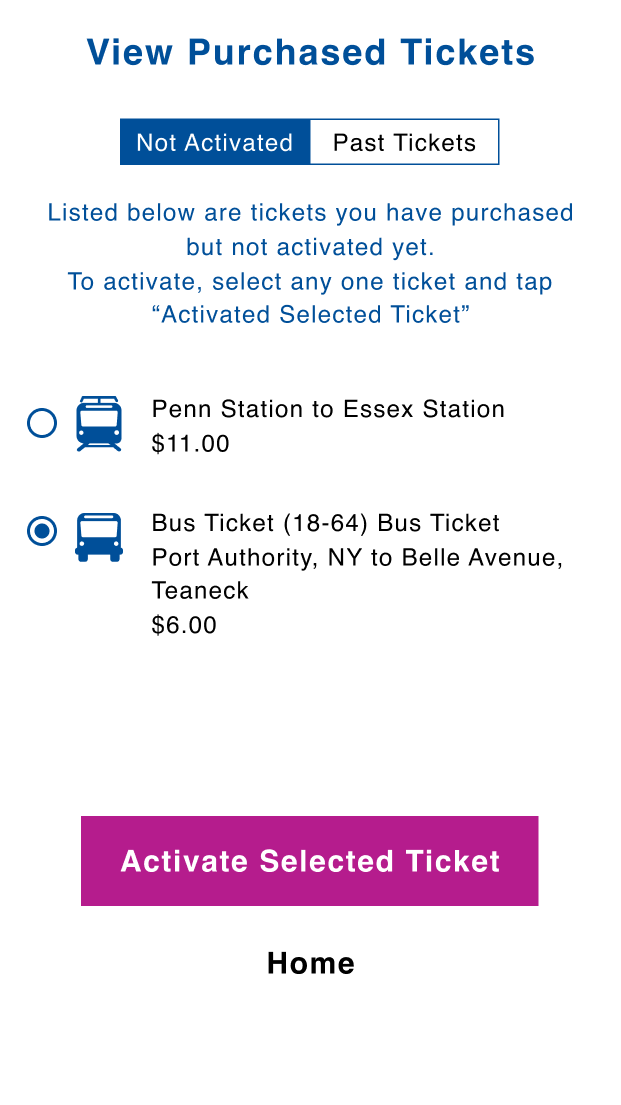 View Purchased Tickets
Not Activated
Past Tickets
Listed below are tickets you have purchased
but not activated yet.
To activate, select any one ticket and tap
“Activated Selected Ticket”
Penn Station to Essex Station
$11.00
Bus Ticket (18-64) Bus Ticket
Port Authority, NY to Belle Avenue,
Teaneck
$6.00
Activate Selected Ticket
Home